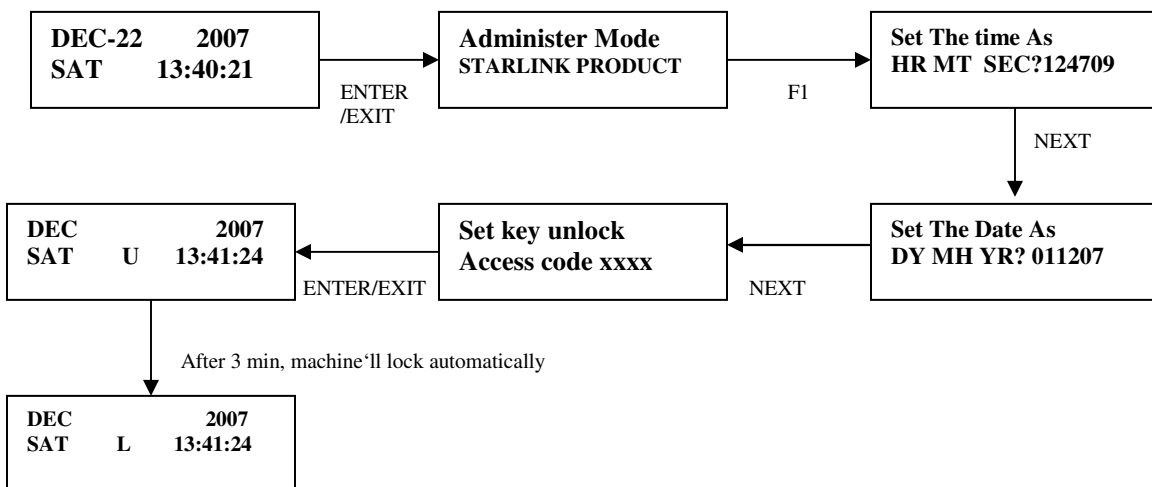 DEC-22 2007
SAT 13:40:21
ENTER
/EXIT
Administer Mode
STARLINK PRODUCT
F1
Set The time As
HR MT SEC?124709
NEXT
Set The Date As
DY MH YR? 011207
NEXT
Set key unlock
Access code xxxx
ENTER/EXIT
DEC 2007
SAT U 13:41:24
After 3 min, machine‘ll lock automatically
DEC 2007
SAT L 13:41:24